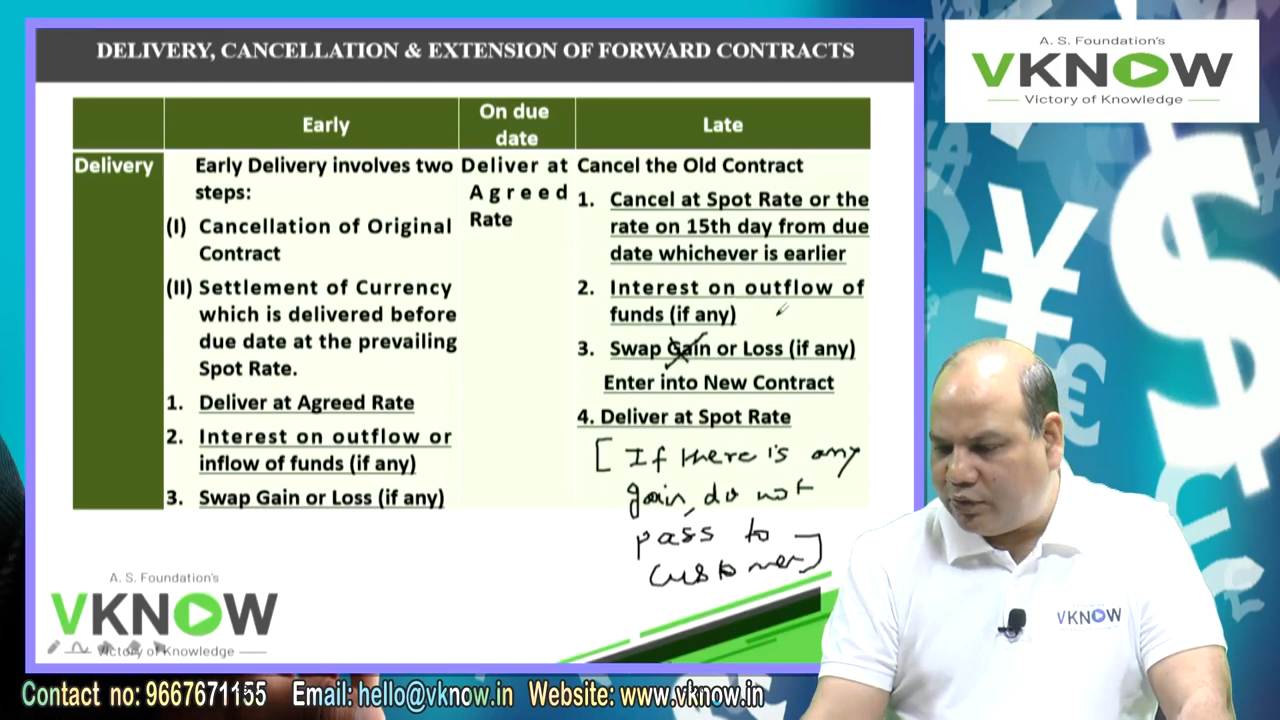 DELIVERY, CANCELLATION & EXTENSION OF FORWARD CONTRACTS
A. S. Foundation's
VKNOW
Victory of Knowledge
Early
On due
date
Late
Delivery
Early Delivery involves two
steps:
(I) Cancellation of Original
Contract
(II) Settlement of Currency
which is delivered before
due date at the prevailing
Spot Rate.
1. Deliver at Agreed Rate
2. Interest on outflow or
inflow of funds (if any)
3. Swap Gain or Loss (if any)
Deliver at
Agreed
Rate
Cancel the Old Contract
1. Cancel at Spot Rate or the
rate on 15th day from due
date whichever is earlier
2. Interest on outflow of
funds (if any)
3. Swap Gain or Loss (if any)
Enter into New Contract
4. Deliver at Spot Rate
[If there is any
gain, do not
pass to
customer]
A. S. Foundation's
VKNOW
Victory of Knowledge
VKNOW
Contact no: 9667671155 Email: hello@vknow.in Website: www.vknow.in